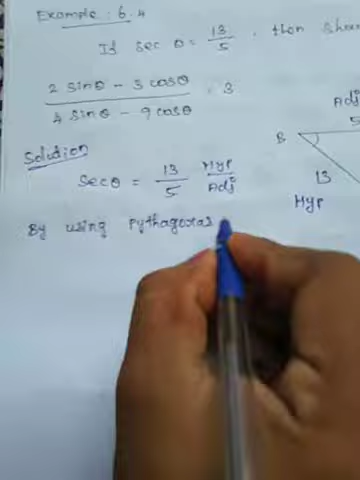 Example : 6.4
If sec θ = 13/5 , then show
2 sinθ - 3 cosθ / 4 sinθ - 9 cosθ = 3
Adj
5
B
Solution
secθ = 13/5 Hyp/Adj
13
Hyp
By using Pythagoras